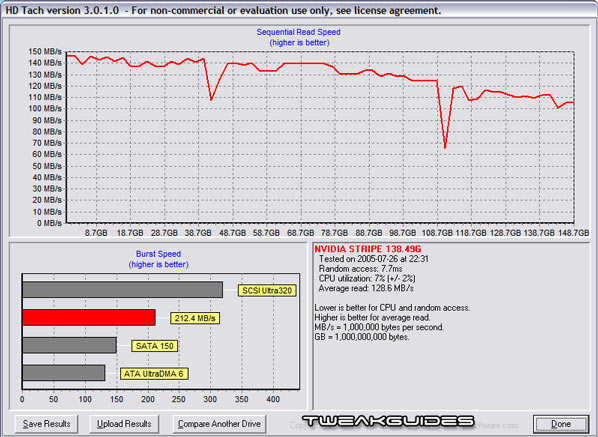 HD Tach version 3.0.1.0 - For non-commercial or evaluation use only, see license agreement.
Sequential Read Speed
(higher is better)
150 MB/s
140 MB/s
130 MB/s
120 MB/s
110 MB/s
100 MB/s
90 MB/s
80 MB/s
70 MB/s
60 MB/s
50 MB/s
40 MB/s
30 MB/s
20 MB/s
10 MB/s
0 MB/s
8.7GB 18.7GB 28.7GB 38.7GB 48.7GB 58.7GB 68.7GB 78.7GB 88.7GB 98.7GB 108.7GB 118.7GB 128.7GB 138.7GB 148.7GB
Burst Speed
(higher is better)
SCSI Ultra320
212.4 MB/s
SATA 150
ATA UltraDMA 6
0 50 100 150 200 250 300 350 400
NVIDIA STRIPE 138.49G
Tested on 2005-07-26 at 22:31
Random access: 7.7ms
CPU utilization: 7% (+/- 2%)
Average read: 128.6 MB/s
Lower is better for CPU and random access.
Higher is better for average read.
MB/s = 1,000,000 bytes per second.
GB = 1,000,000,000 bytes.
Save Results
Upload Results
Compare Another Drive
TWEAKGUIDES
software.com
Done